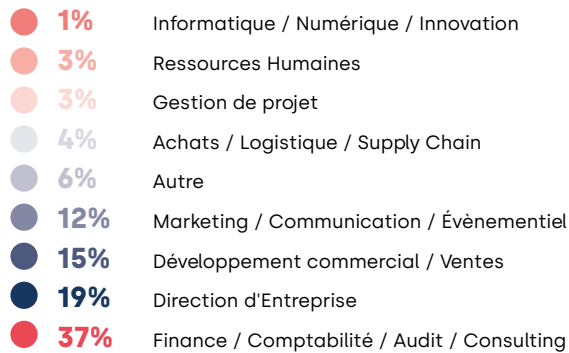 1% Informatique / Numérique / Innovation
3% Ressources Humaines
3% Gestion de projet
4% Achats / Logistique / Supply Chain
6% Autre
12% Marketing / Communication / Évènementiel
15% Développement commercial / Ventes
19% Direction d'Entreprise
37% Finance / Comptabilité / Audit / Consulting